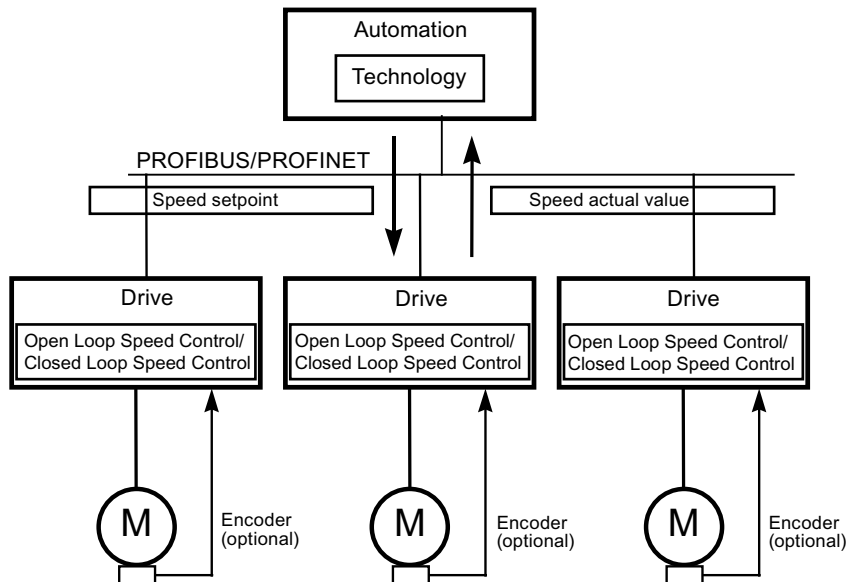 Automation
Technology
PROFIBUS/PROFINET
Speed setpoint
Speed actual value
Drive
Open Loop Speed Control/
Closed Loop Speed Control
Drive
Open Loop Speed Control/
Closed Loop Speed Control
Drive
Open Loop Speed Control/
Closed Loop Speed Control
M
Encoder
(optional)
M
Encoder
(optional)
M
Encoder
(optional)